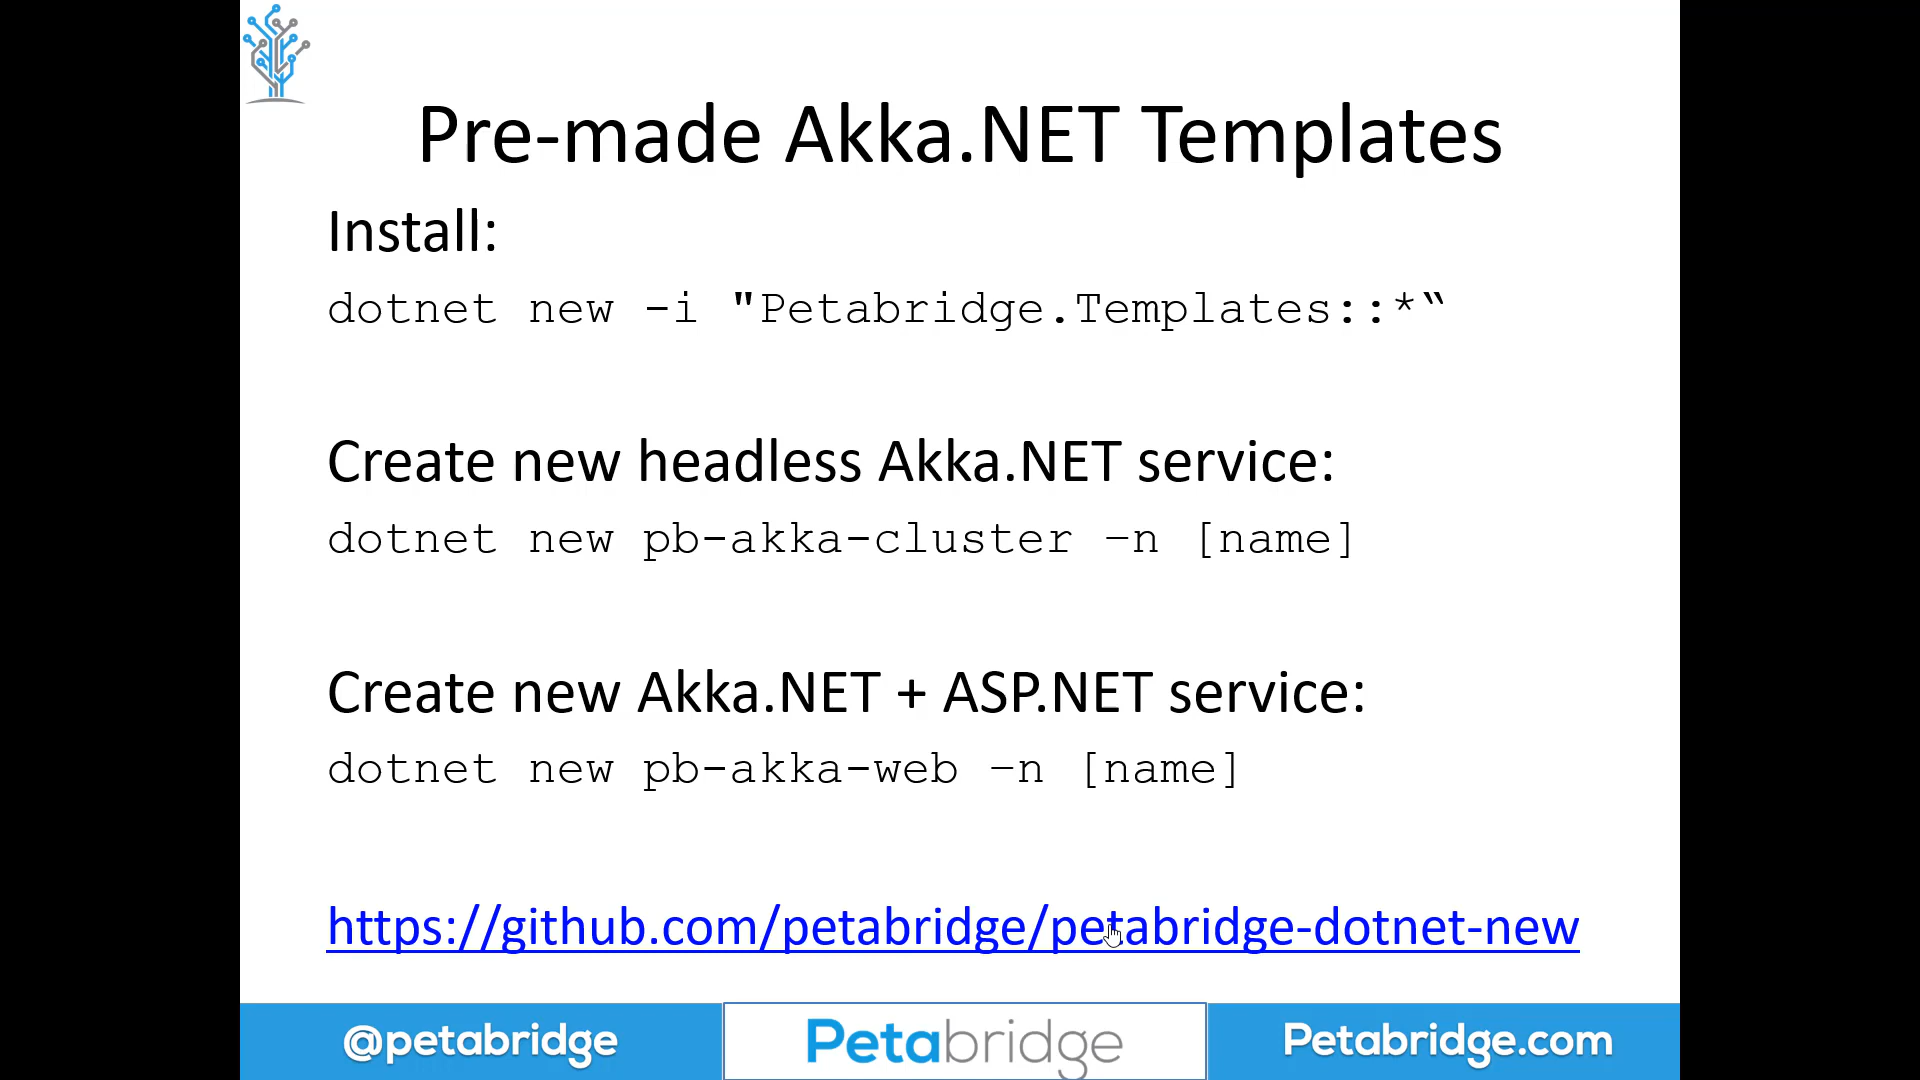 Pre-made Akka.NET Templates
Install:
dotnet new -i "Petabridge.Templates::*“
Create new headless Akka.NET service:
dotnet new pb-akka-cluster –n [name]
Create new Akka.NET + ASP.NET service:
dotnet new pb-akka-web –n [name]
https://github.com/petabridge/petabridge-dotnet-new
@petabridge
Petabridge
Petabridge.com